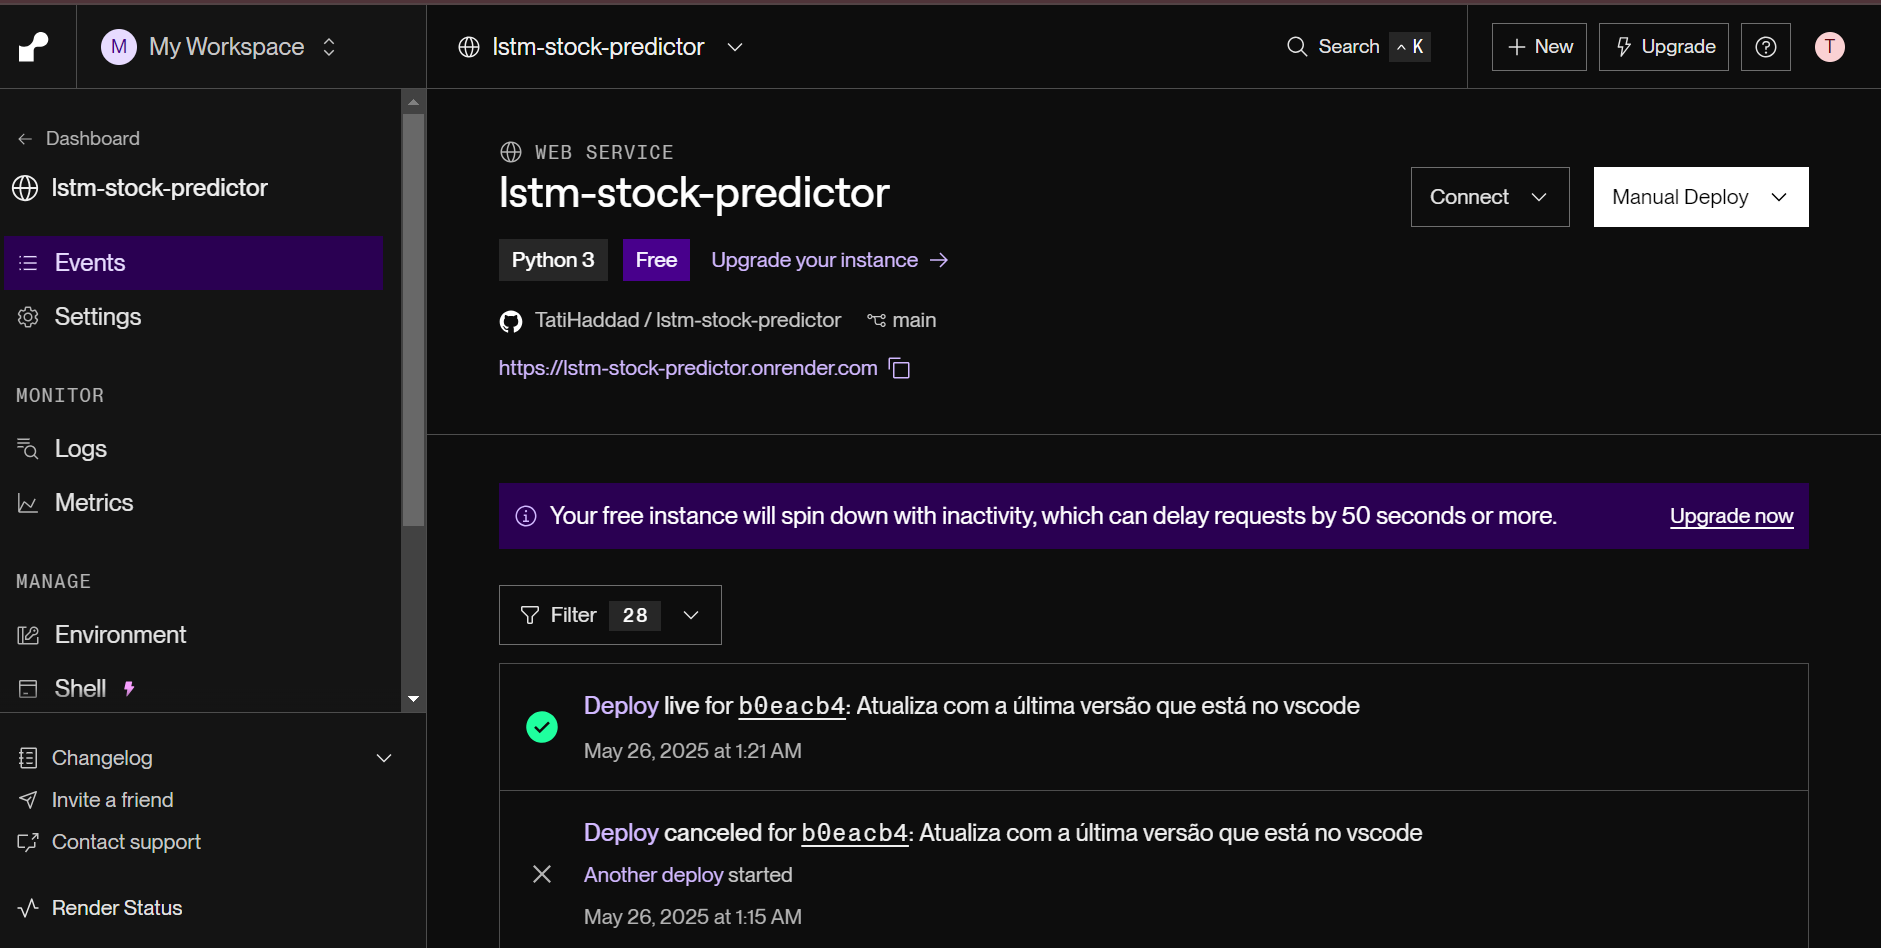 M My Workspace
lstm-stock-predictor
Search ^ K
+ New
Upgrade
T
← Dashboard
lstm-stock-predictor
Events
Settings
MONITOR
Logs
Metrics
MANAGE
Environment
Shell
Changelog
Invite a friend
Contact support
Render Status
WEB SERVICE
lstm-stock-predictor
Connect
Manual Deploy
Python 3 Free Upgrade your instance →
TatiHaddad / lstm-stock-predictor main
https://lstm-stock-predictor.onrender.com
Your free instance will spin down with inactivity, which can delay requests by 50 seconds or more. Upgrade now
Filter 28
Deploy live for b0eacb4: Atualiza com a última versão que está no vscode
May 26, 2025 at 1:21 AM
Deploy canceled for b0eacb4: Atualiza com a última versão que está no vscode
Another deploy started
May 26, 2025 at 1:15 AM